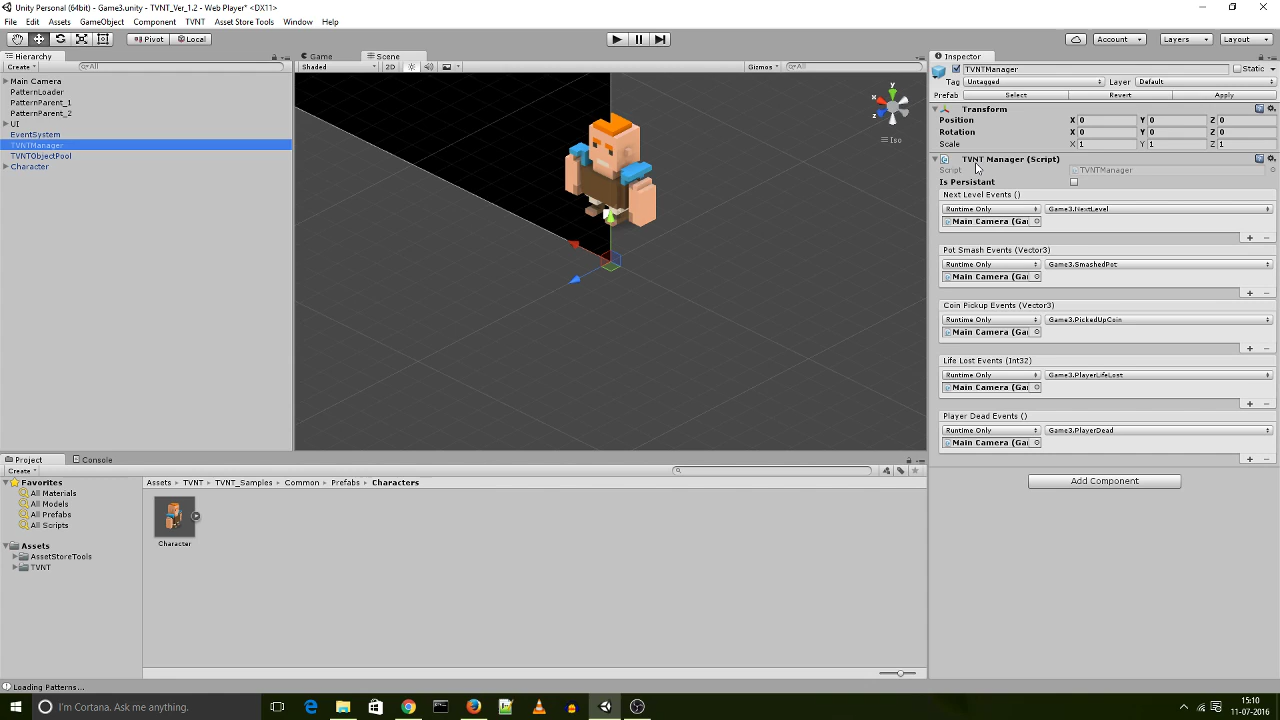 Unity Personal (64bit) - Game3.unity - TVNT_Ver_1.2 - Web Player* <DX11>
File Edit Assets GameObject Component TVNT Asset Store Tools Window Help
Pivot Local Account Layers Layout
Hierarchy
Create All
Main Camera
PatternLoader
PatternParent_1
PatternParent_2
UI
EventSystem
TVNTManager
TVNTObjectPool
Character
Game Scene
Shaded 2D Gizmos All
y
x
z
Iso
Inspector
TVNTManager Static
Tag Untagged Layer Default
Prefab Select Revert Apply
Transform
Position X 0 Y 0 Z 0
Rotation X 0 Y 0 Z 0
Scale X 1 Y 1 Z 1
TVNT Manager (Script)
Script TVNTManager
Is Persistant
Next Level Events ()
Runtime Only Game3.NextLevel
Main Camera (Ga
Pot Smash Events (Vector3)
Runtime Only Game3.SmashedPot
Main Camera (Ga
Coin Pickup Events (Vector3)
Runtime Only Game3.PickedUpCoin
Main Camera (Ga
Life Lost Events (Int32)
Runtime Only Game3.PlayerLifeLost
Main Camera (Ga
Player Dead Events ()
Runtime Only Game3.PlayerDead
Main Camera (Ga
Add Component
Project Console
Create
Favorites
All Materials
All Models
All Prefabs
All Scripts
Assets
AssetStoreTools
TVNT
Assets TVNT TVNT_Samples Common Prefabs Characters
Character
Loading Patterns...
I'm Cortana. Ask me anything.
15:10
11-07-2016